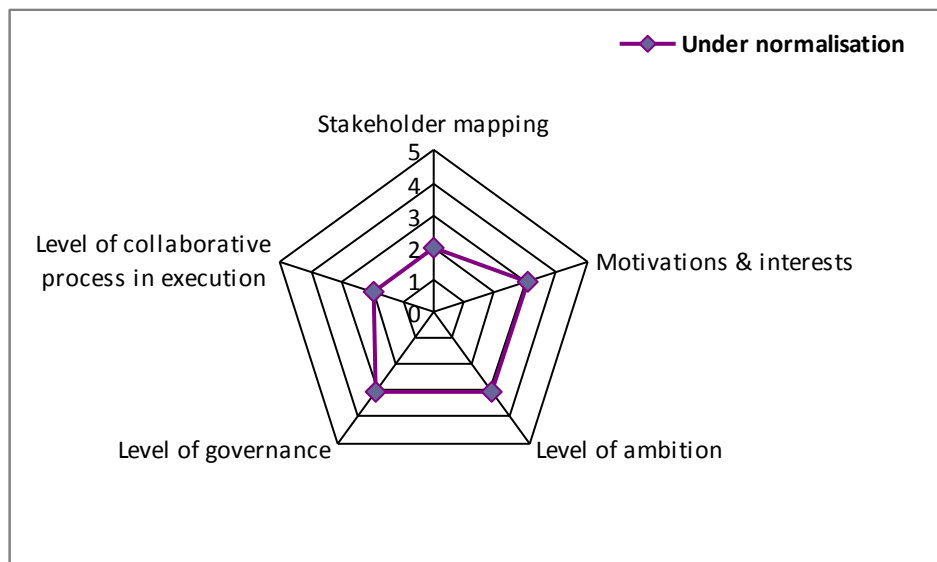 Under normalisation
Stakeholder mapping
5
4
3
2
1
0
Level of collaborative
process in execution
Motivations & interests
Level of governance
Level of ambition